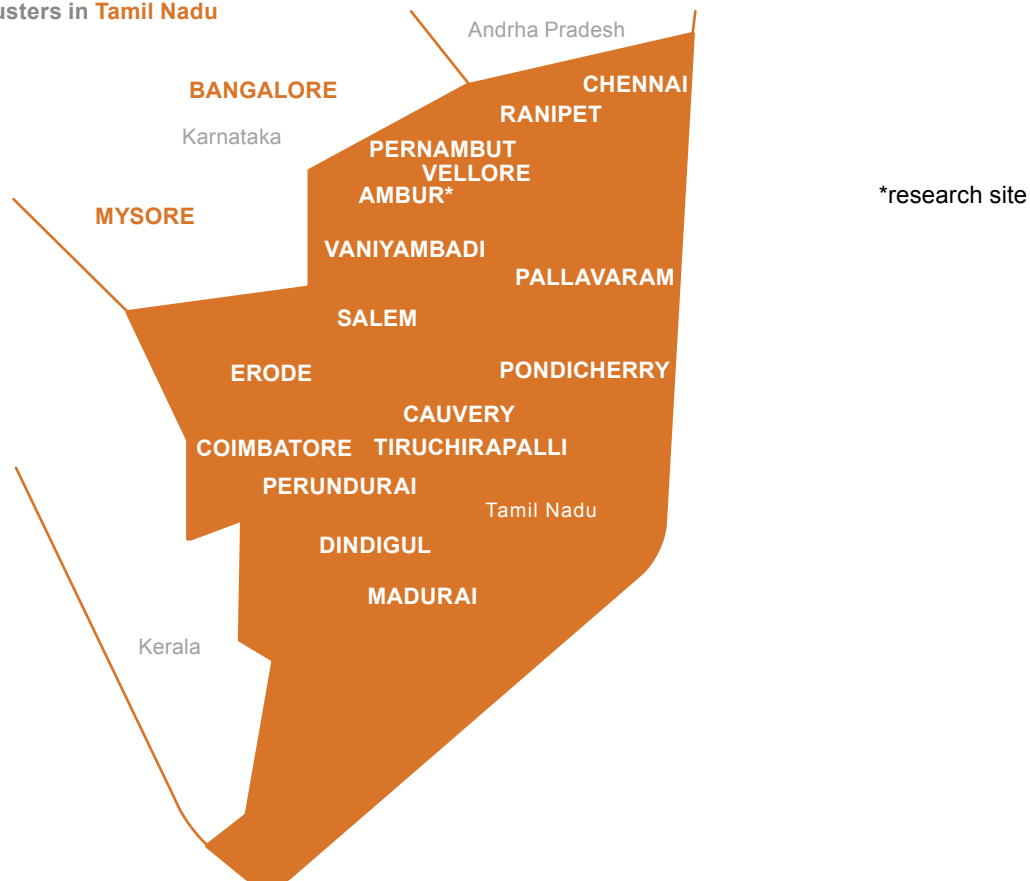 in Tamil Nadu
Andrha Pradesh
BANGALORE
CHENNAI
RANIPET
Karnataka
PERNAMBUT
VELLORE
AMBUR*
*research site
MYSORE
VANIYAMBADI
PALLAVARAM
SALEM
ERODE
PONDICHERRY
CAUVERY
COIMBATORE
TIRUCHIRAPALLI
PERUNDURAI
Tamil Nadu
DINDIGUL
MADURAI
Kerala